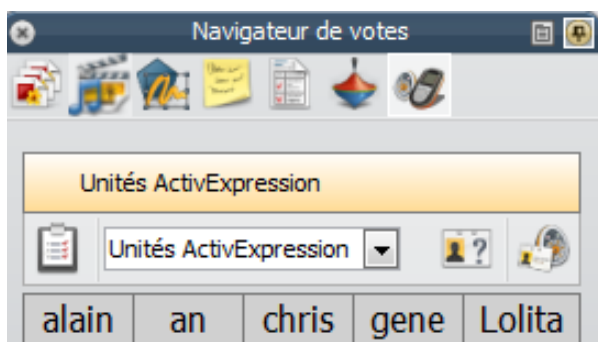 Navigateur de votes
Unités ActivExpression
Unités ActivExpression
alain an chris gene Lolita